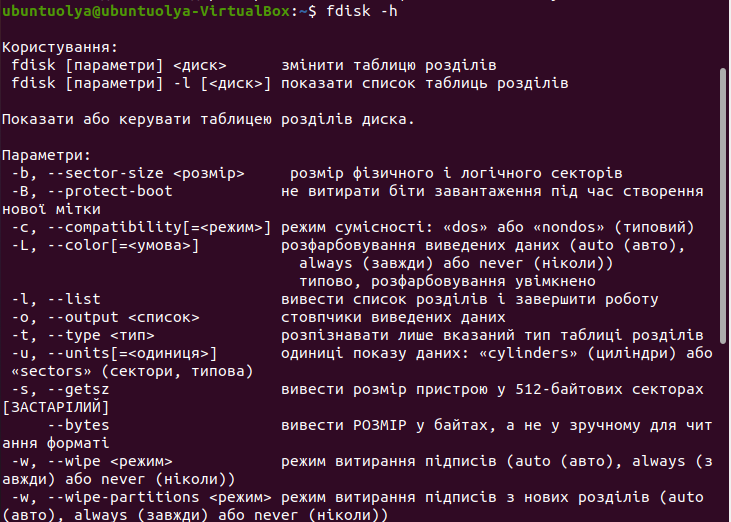 ubuntuolya@ubuntuolya-VirtualBox:~$ fdisk -h
Користування:
 fdisk [параметри] <диск>      змінити таблицю розділів
 fdisk [параметри] -l [<диск>] показати список таблиць розділів
Показати або керувати таблицею розділів диска.
Параметри:
 -b, --sector-size <розмір>     розмір фізичного і логічного секторів
 -B, --protect-boot            не витирати біти завантаження під час створення
нової мітки
 -c, --compatibility[=<режим>] режим сумісності: «dos» або «nondos» (типовий)
 -L, --color[=<умова>]         розфарбовування виведених даних (auto (авто),
                                 always (завжди) або never (ніколи))
                                 типово, розфарбовування увімкнено
 -l, --list                    вивести список розділів і завершити роботу
 -o, --output <список>         стовпчики виведених даних
 -t, --type <тип>              розпізнавати лише вказаний тип таблиці розділів
 -u, --units[=<одиниця>]       одиниці показу даних: «cylinders» (циліндри) або
 «sectors» (сектори, типова)
 -s, --getsz                   вивести розмір пристрою у 512-байтових секторах
[ЗАСТАРІЛИЙ]
     --bytes                   вивести РОЗМІР у байтах, а не у зручному для чит
ання форматі
 -w, --wipe <режим>            режим витирання підписів (auto (авто), always (з
авжди) або never (ніколи))
 -w, --wipe-partitions <режим> режим витирання підписів з нових розділів (auto
(авто), always (завжди) або never (ніколи))